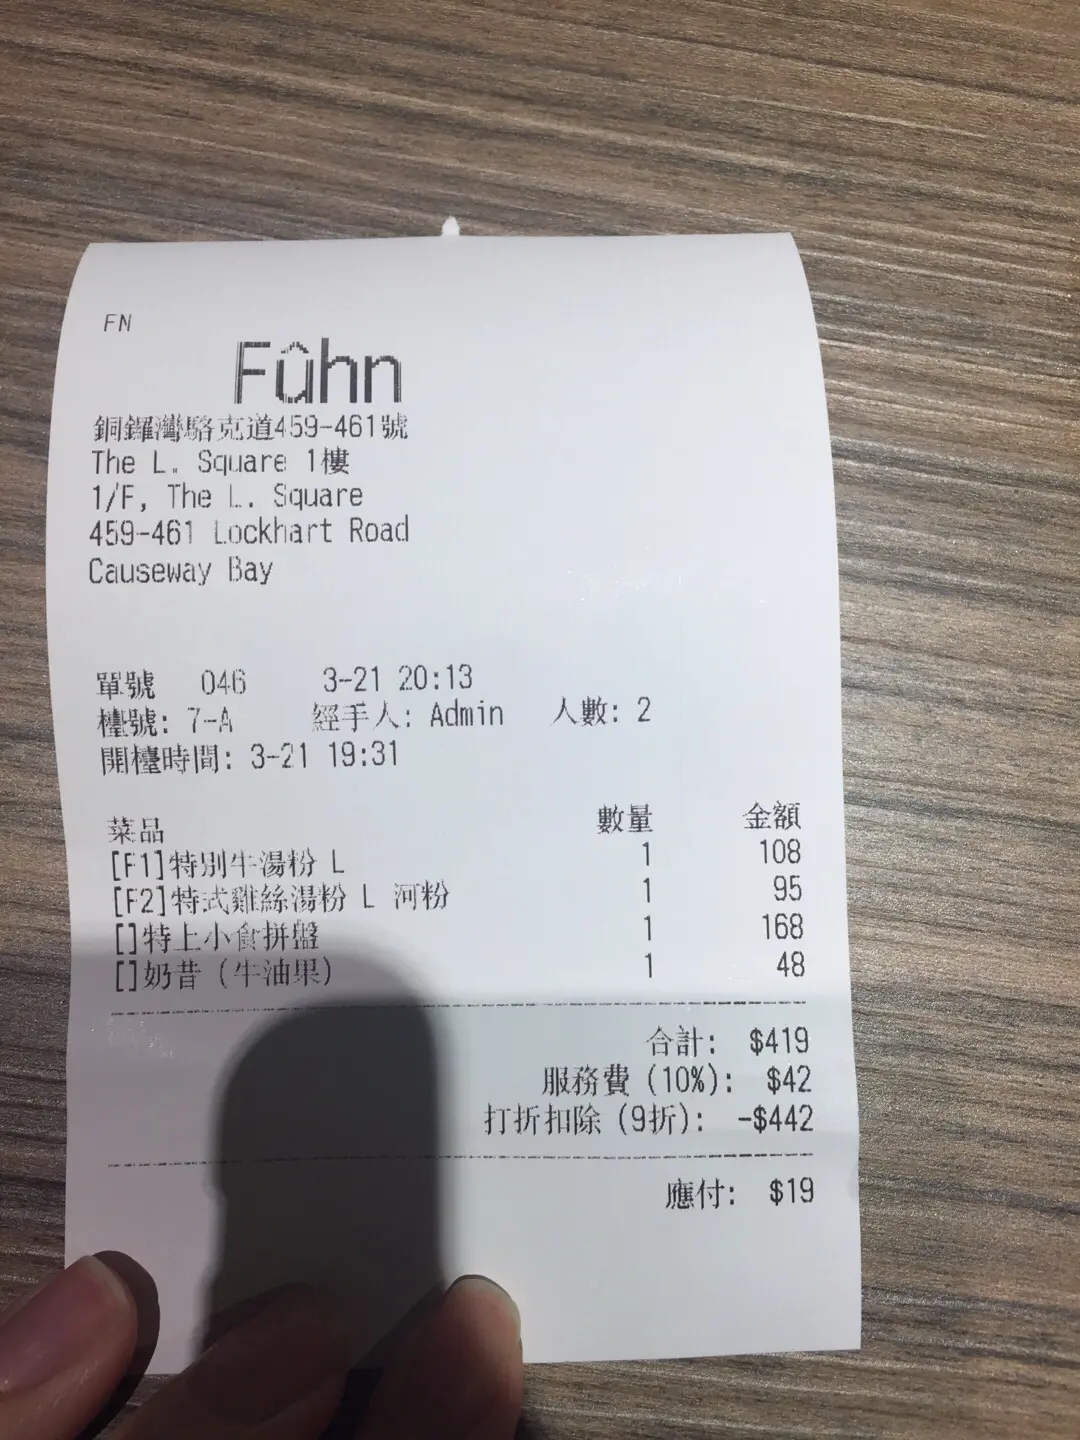 FN
Fûhn
銅鑼灣駱克道459-461號
The L. Square 1樓
1/F, The L. Square
459-461 Lockhart Road
Causeway Bay
單號 046 3-21 20:13
檯號: 7-A 經手人: Admin 人數: 2
開檯時間: 3-21 19:31
菜品 數量 金額
[F1]特別牛湯粉 L 1 108
[F2]特式雞絲湯粉 L 河粉 1 95
[]特上小食拼盤 1 168
[]奶昔 (牛油果) 1 48
合計: $419
服務費 (10%): $42
打折扣除 (9折): -$442
應付: $19